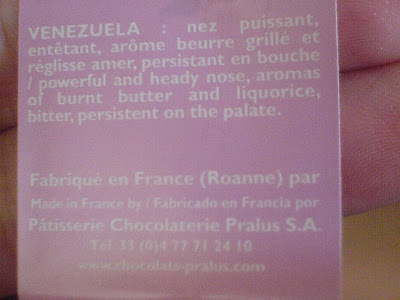 VENEZUELA : nez puissant,
entêtant, arôme beurre grillé et
réglisse amer, persistant en bouche
/ powerful and heady nose, aromas
of burnt butter and liquorice,
bitter, persistent on the palate.
Fabriqué en France (Roanne) par
Made in France by / Fabricado en Francia por
Pâtisserie Chocolaterie Pralus S.A.
Tél 33 (0)4 77 71 24 10
www.chocolats-pralus.com